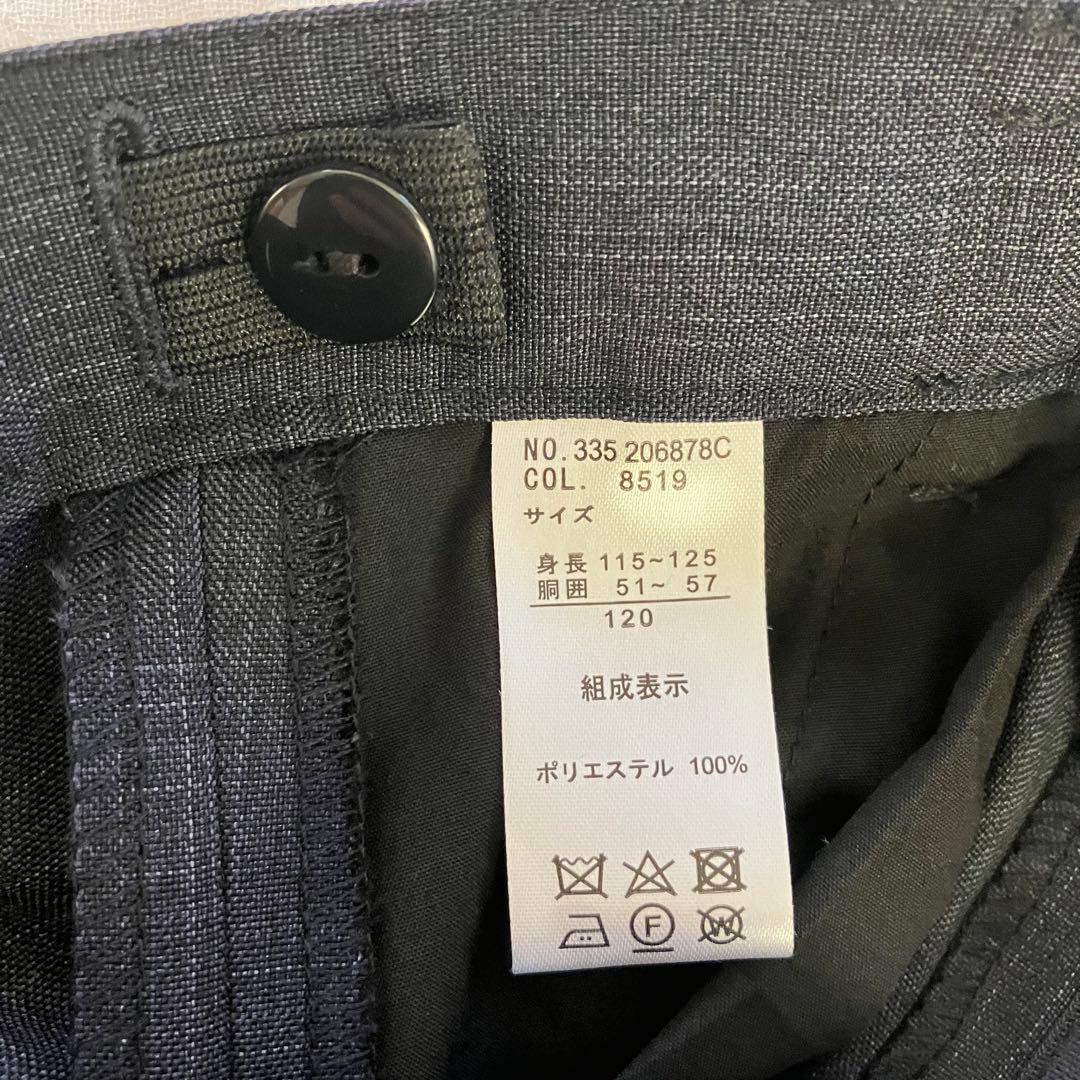 NO.335 206878C
COL. 8519
サイズ
身長 115~125
胴囲 51~ 57
120
組成表示
ポリエステル 100%
F W